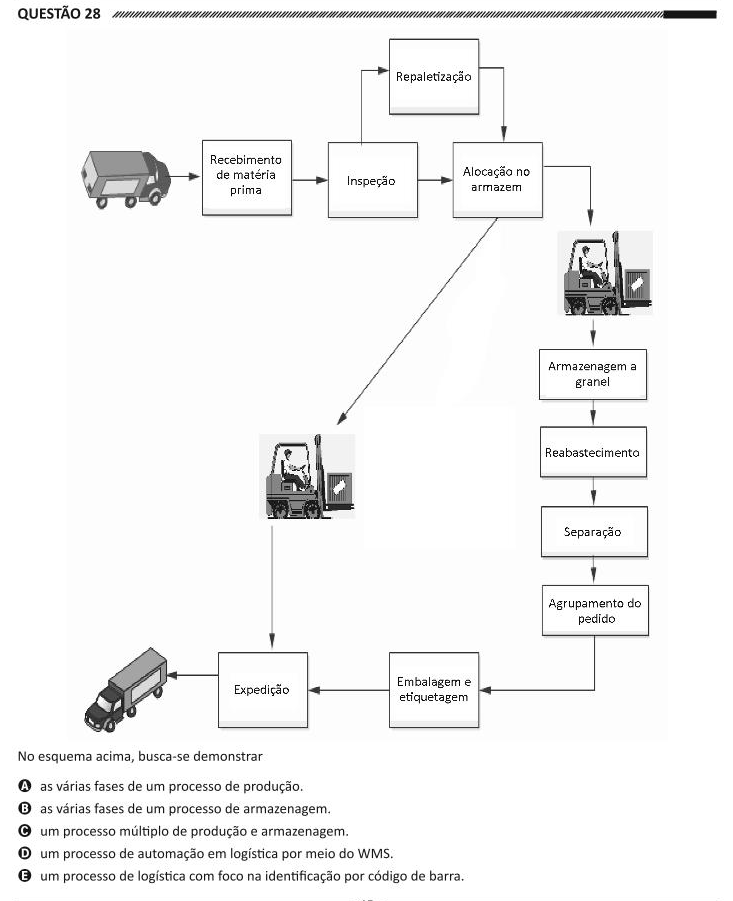 QUESTÃO 28
Repaletização
Recebimento
de matéria
prima
Inspeção
Alocação no
armazem
Armazenagem a
granel
Reabastecimento
Separação
Agrupamento do
pedido
Embalagem e
etiquetagem
Expedição
No esquema acima, busca-se demonstrar
A as várias fases de um processo de produção.
B as várias fases de um processo de armazenagem.
C um processo múltiplo de produção e armazenagem.
D um processo de automação em logística por meio do WMS.
E um processo de logística com foco na identificação por código de barra.